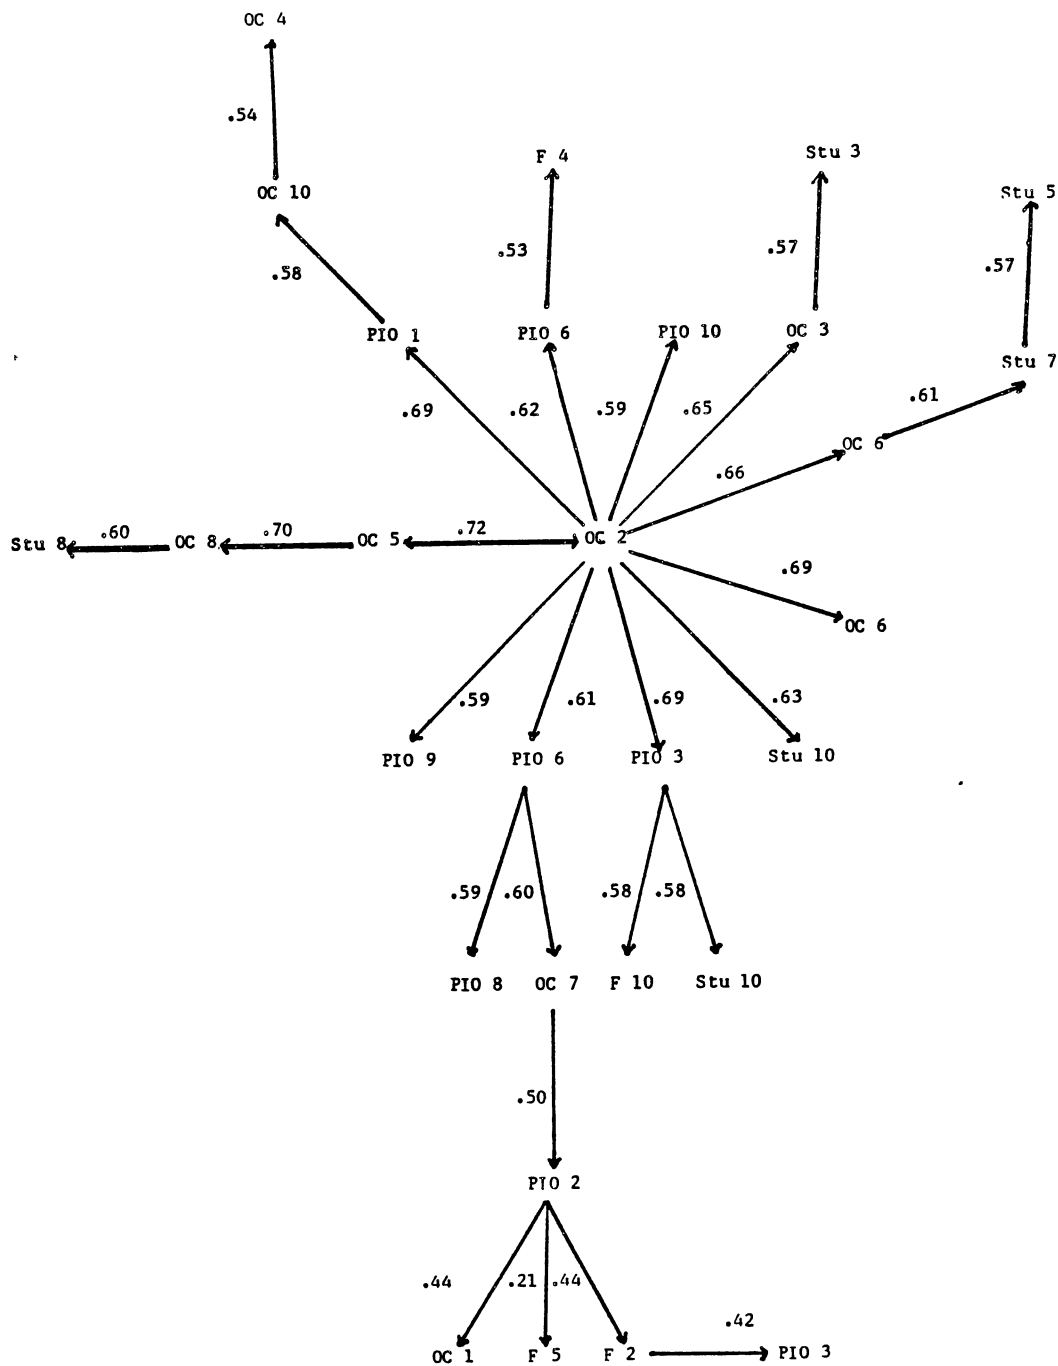 OC 4
.54
F 4
Stu 3
OC 10
Stu 5
.53
.57
.57
.58
PIO 1
PIO 6
PIO 10
OC 3
Stu 7
.69
.62
.59
.65
.61
OC 6
.66
Stu 8
.60
OC 8
.70
OC 5
.72
OC 2
.69
OC 6
.59
.61
.69
.63
PIO 9
PIO 6
PIO 3
Stu 10
.59
.60
.58
.58
PIO 8
OC 7
F 10
Stu 10
.50
PIO 2
.44
.21
.44
.42
OC 1
F 5
F 2
PIO 3